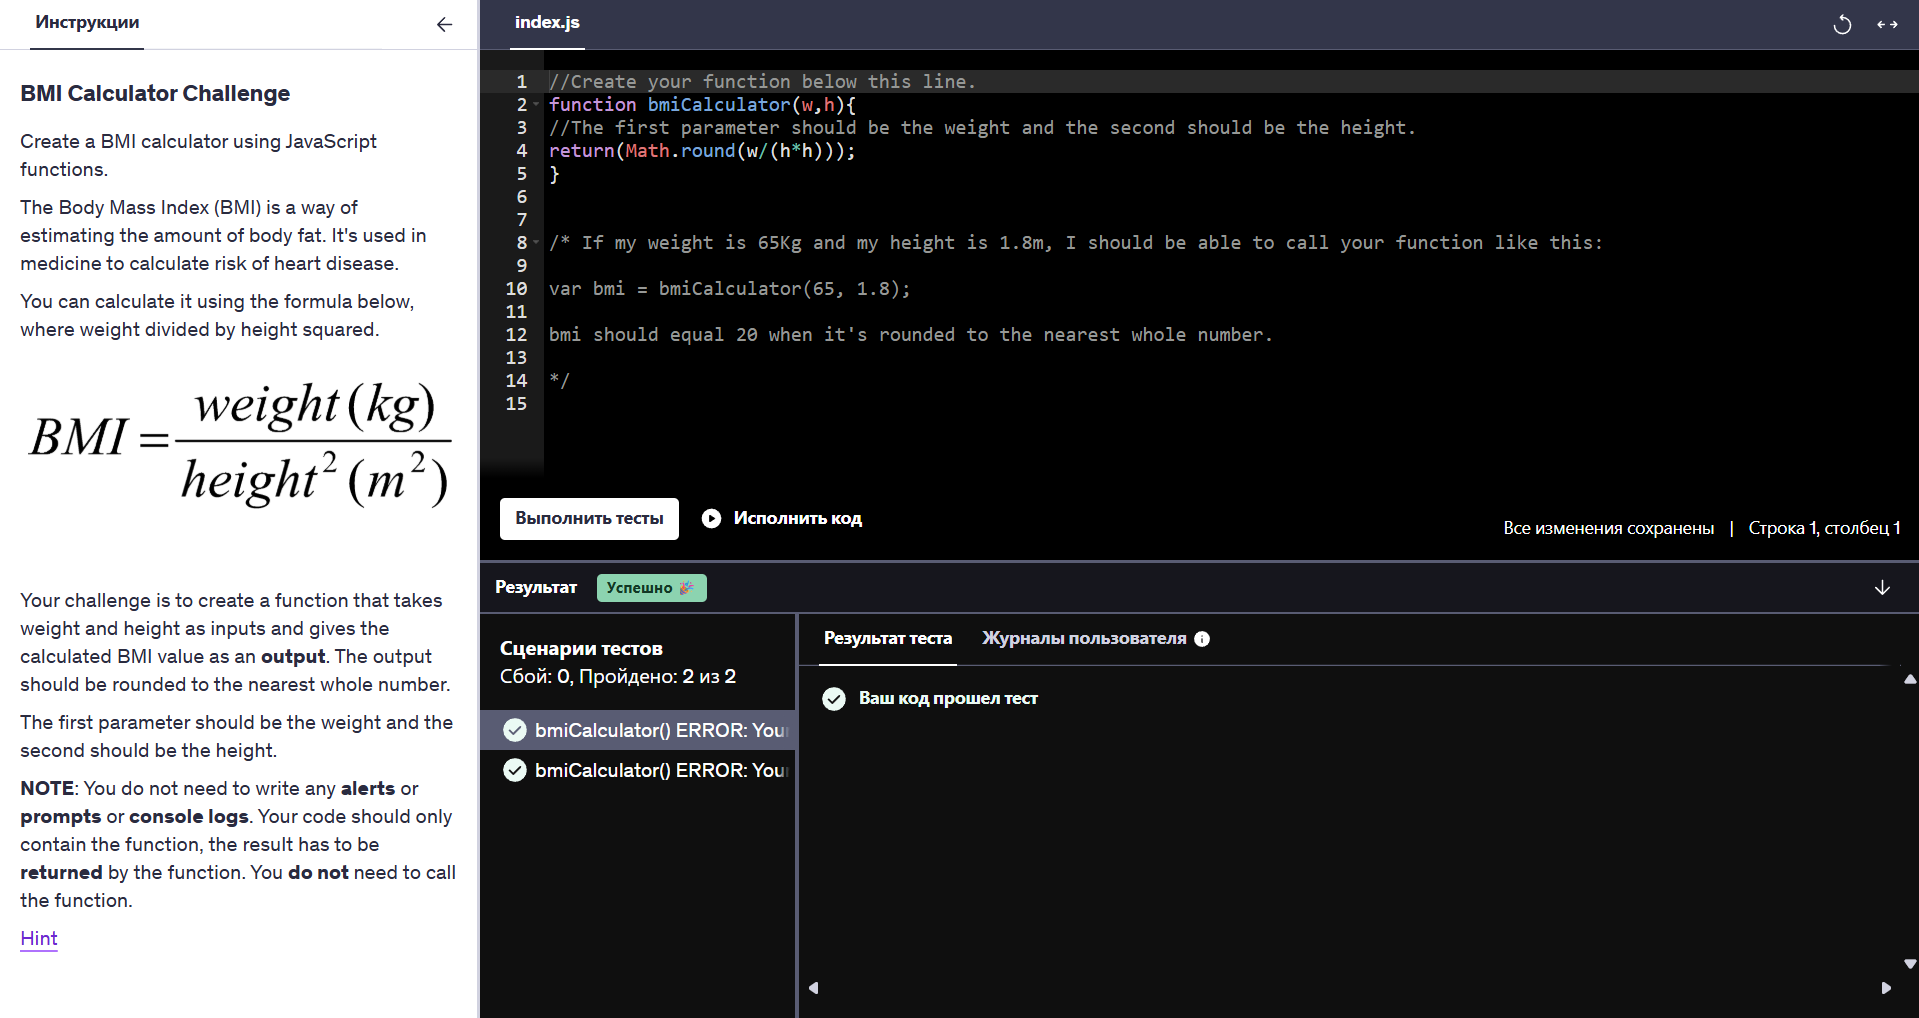 Инструкции
BMI Calculator Challenge
Create a BMI calculator using JavaScript
functions.
The Body Mass Index (BMI) is a way of
estimating the amount of body fat. It's used in
medicine to calculate risk of heart disease.
You can calculate it using the formula below,
where weight divided by height squared.
BMI = weight (kg)
height² (m²)
Your challenge is to create a function that takes
weight and height as inputs and gives the
calculated BMI value as an output. The output
should be rounded to the nearest whole number.
The first parameter should be the weight and the
second should be the height.
NOTE: You do not need to write any alerts or
prompts or console logs. Your code should only
contain the function, the result has to be
returned by the function. You do not need to call
the function.
Hint
index.js
1 //Create your function below this line.
2 function bmiCalculator(w,h){
3 //The first parameter should be the weight and the second should be the height.
4 return(Math.round(w/(h*h)));
5 }
6
7
8 /* If my weight is 65Kg and my height is 1.8m, I should be able to call your function like this:
9
10 var bmi = bmiCalculator(65, 1.8);
11
12 bmi should equal 20 when it's rounded to the nearest whole number.
13
14 */
15
Выполнить тесты
Исполнить код
Все изменения сохранены | Строка 1, столбец 1
Результат
Успешно 🎉
Сценарии тестов
Сбой: 0, Пройдено: 2 из 2
bmiCalculator() ERROR: You
bmiCalculator() ERROR: You
Результат теста
Журналы пользователя
Ваш код прошел тест